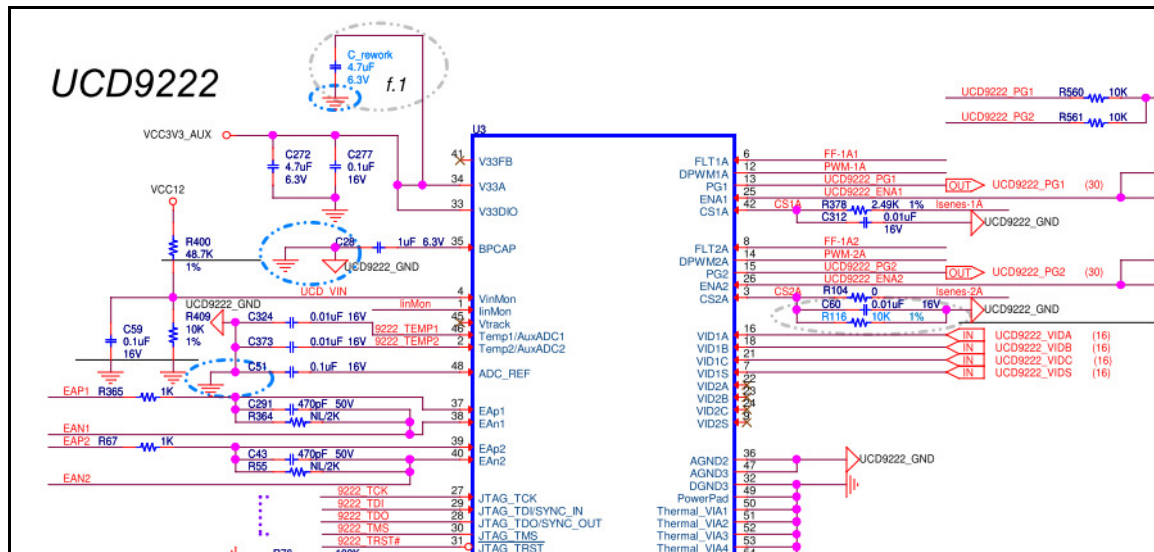 UCD9222
C_rework
4.7uF
6.3V
f.1
VCC3V3_AUX
C272
4.7uF
6.3V
C277
0.1uF
16V
VCC12
R400
48.7K
1%
C28 1uF 6.3V
UCD9222_GND
UCD_VIN
IinMon
UCD9222_GND
R409
10K
1%
C59
0.1uF
16V
C324 0.01uF 16V
9222_TEMP1
C373 0.01uF 16V
9222_TEMP2
C51 0.1uF 16V
EAP1 R365 1K
C291 470pF 50V
R364 NL/2K
EAN1
EAP2 R67 1K
C43 470pF 50V
R55 NL/2K
EAN2
9222_TCK
9222_TDI
9222_TDO
9222_TMS
9222_TRST#
U3
41 V33FB
34 V33A
33 V33DIO
35 BPCAP
4 VinMon
1 IinMon
45 Vtrack
46 Temp1/AuxADC1
2 Temp2/AuxADC2
48 ADC_REF
37 EAp1
38 EAn1
39 EAp2
40 EAn2
27 JTAG_TCK
29 JTAG_TDI/SYNC_IN
28 JTAG_TDO/SYNC_OUT
30 JTAG_TMS
31 JTAG_TRST
FLT1A 6 FF-1A1
DPWM1A 12 PWM-1A
PG1 13 UCD9222_PG1 OUT UCD9222_PG1 (30)
ENA1 25 UCD9222_ENA1
CS1A 42 CS1A R378 2.49K 1% Isenes-1A
C312 0.01uF
16V
UCD9222_GND
FLT2A 8 FF-1A2
DPWM2A 14 PWM-2A
PG2 15 UCD9222_PG2 OUT UCD9222_PG2 (30)
ENA2 26 UCD9222_ENA2
CS2A 3 CS2A R104 0 Isenes-2A
C60 0.01uF 16V
UCD9222_GND
R116 10K 1%
VID1A 16 IN UCD9222_VIDA (16)
VID1B 18 IN UCD9222_VIDB (16)
VID1C 21 IN UCD9222_VIDC (16)
VID1S 7 IN UCD9222_VIDS (16)
VID2A 22
VID2B 23
VID2C 24
VID2S 9
AGND2 36
UCD9222_GND
AGND3 47
DGND3 32
PowerPad 49
Thermal_VIA1 50
Thermal_VIA2 51
Thermal_VIA3 52
Thermal_VIA4 53
UCD9222_PG1 R560 10K
UCD9222_PG2 R561 10K